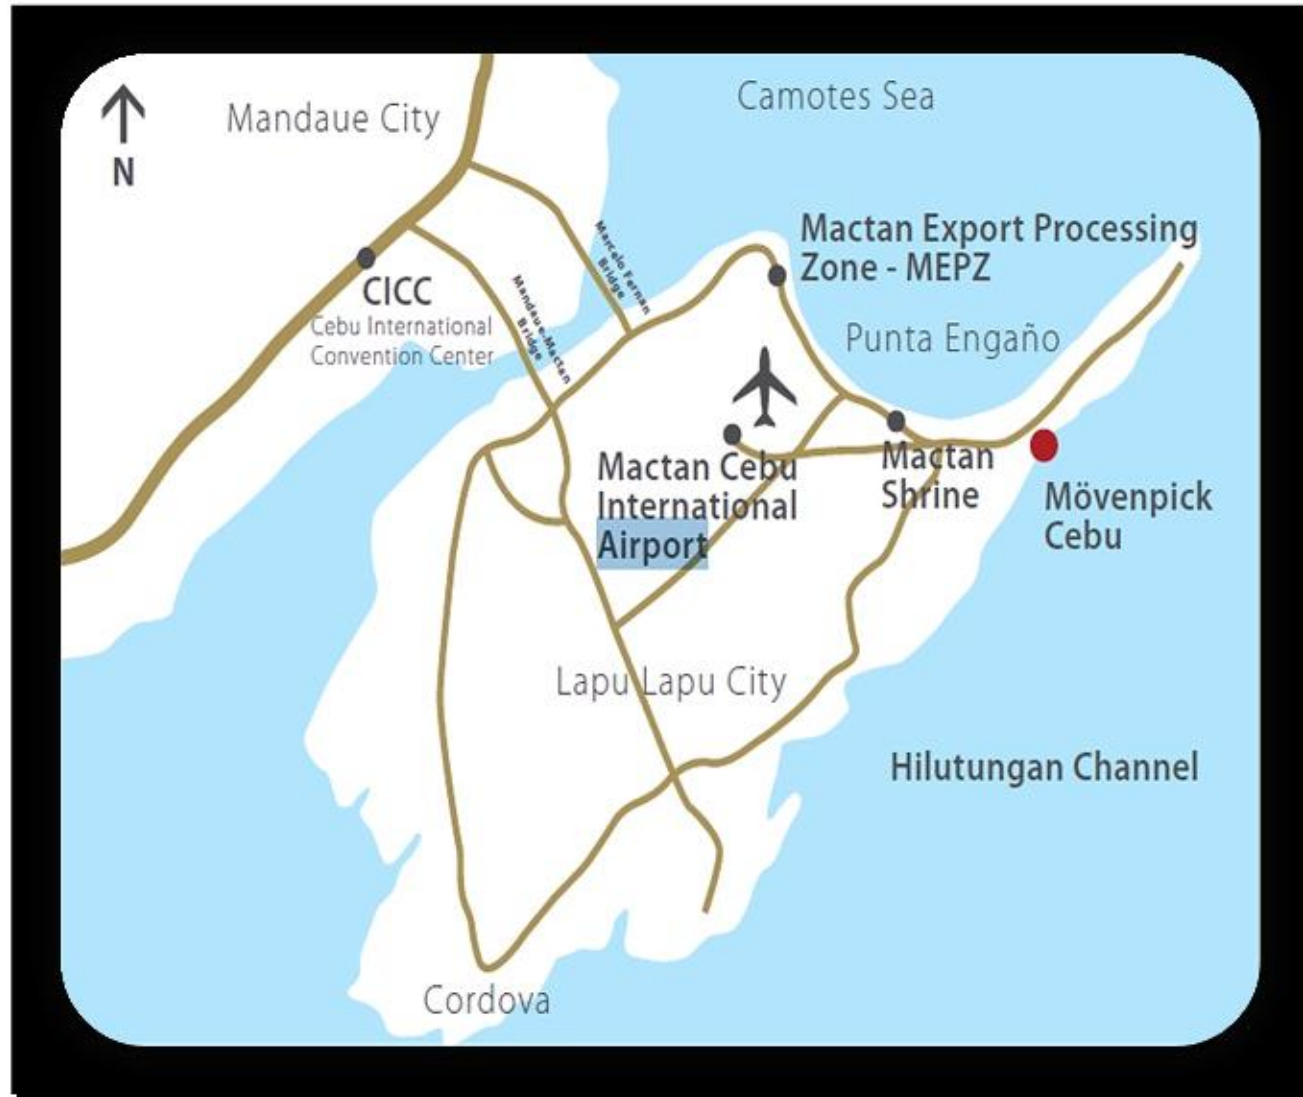 Camotes Sea
Mandaue City
N
Mactan Export Processing
Zone - MEPZ
Marcelo Fernan
Bridge
CICC
Cebu International
Convention Center
Mandaue-Mactan
Bridge
Punta Engaño
Mactan Cebu
International
Airport
Mactan
Shrine
Mövenpick
Cebu
Lapu Lapu City
Hilutungan Channel
Cordova